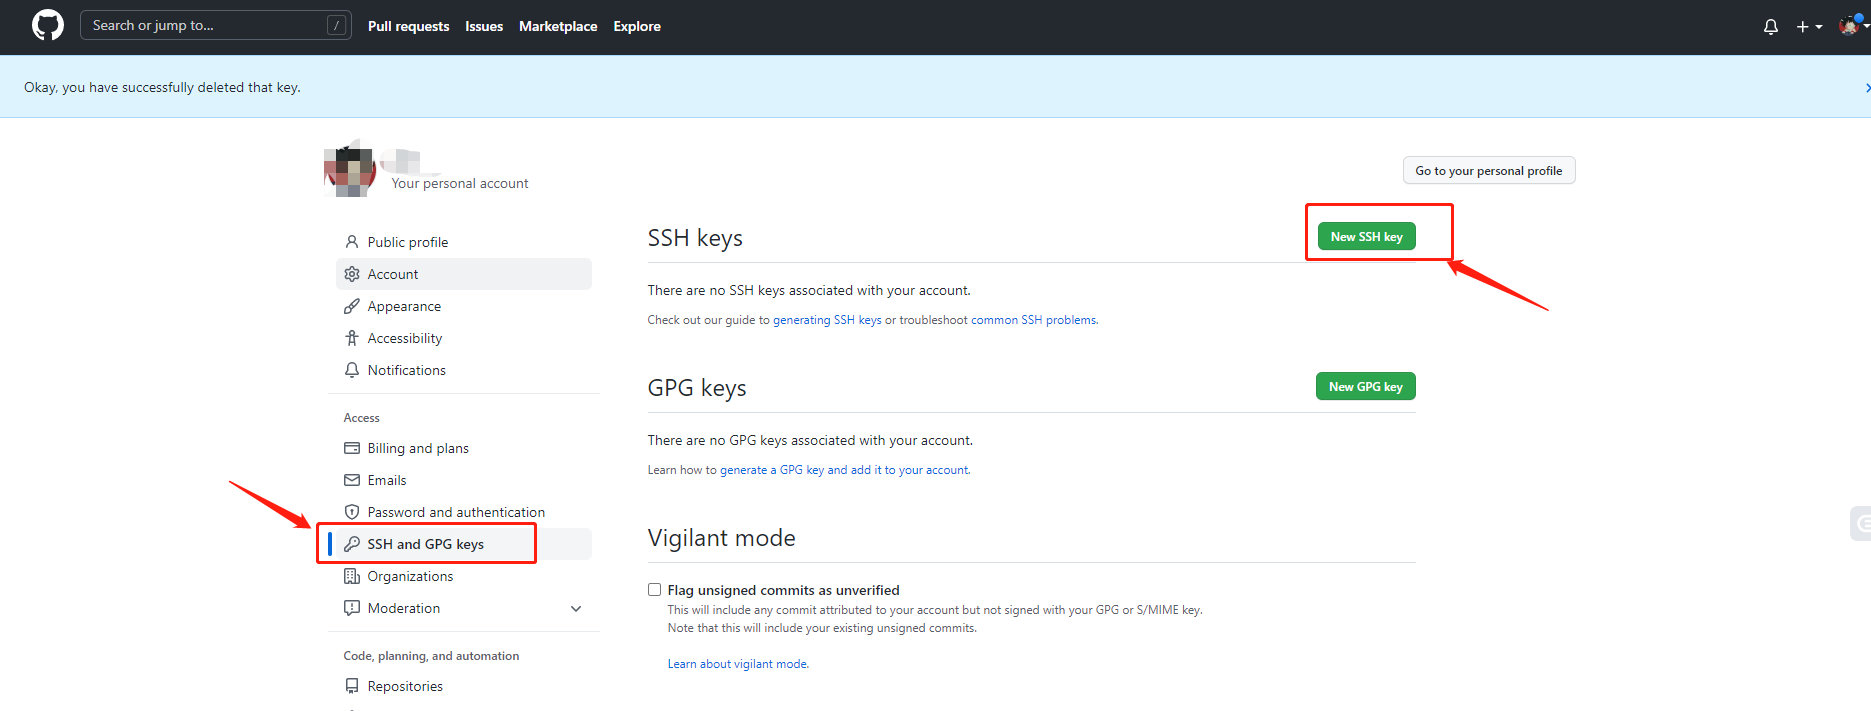 Search or jump to...
/
Pull requests
Issues
Marketplace
Explore
Okay, you have successfully deleted that key.
Your personal account
Go to your personal profile
Public profile
Account
Appearance
Accessibility
Notifications
Access
Billing and plans
Emails
Password and authentication
SSH and GPG keys
Organizations
Moderation
Code, planning, and automation
Repositories
SSH keys
New SSH key
There are no SSH keys associated with your account.
Check out our guide to generating SSH keys or troubleshoot common SSH problems.
GPG keys
New GPG key
There are no GPG keys associated with your account.
Learn how to generate a GPG key and add it to your account.
Vigilant mode
Flag unsigned commits as unverified
This will include any commit attributed to your account but not signed with your GPG or S/MIME key.
Note that this will include your existing unsigned commits.
Learn about vigilant mode.